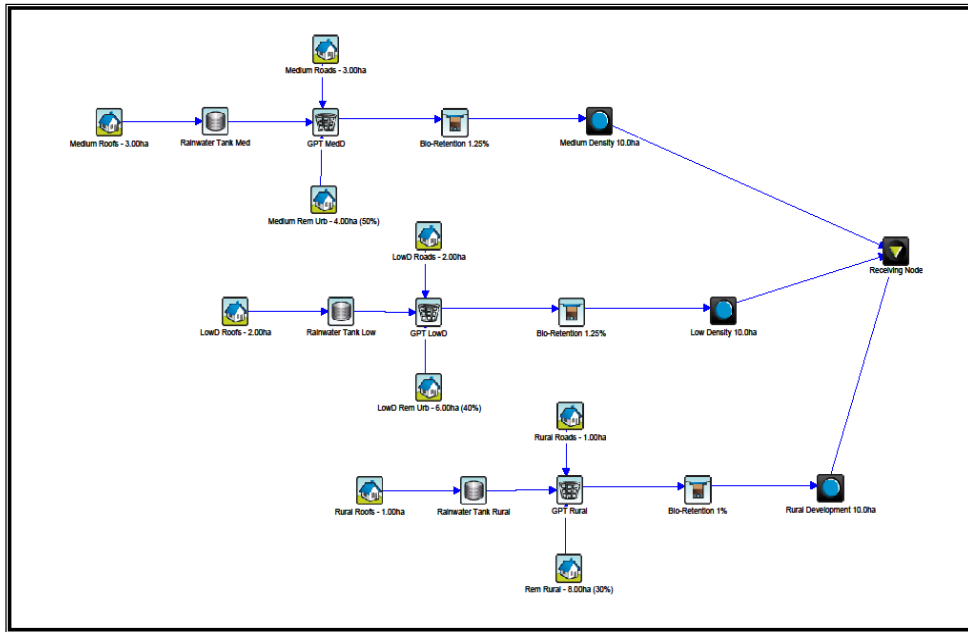 Medium Roads - 3.00ha
Medium Roofs - 3.00ha
Rainwater Tank Med
GPT MedD
Bio-Retention 1.25%
Medium Density 10.0ha
Medium Rem Urb - 4.00ha (50%)
LowD Roads - 2.00ha
Receiving Node
LowD Roofs - 2.00ha
Rainwater Tank Low
GPT LowD
Bio-Retention 1.25%
Low Density 10.0ha
LowD Rem Urb - 6.00ha (40%)
Rural Roads - 1.00ha
Rural Roofs - 1.00ha
Rainwater Tank Rural
GPT Rural
Bio-Retention 1%
Rural Development 10.0ha
Rem Rural - 8.00ha (30%)